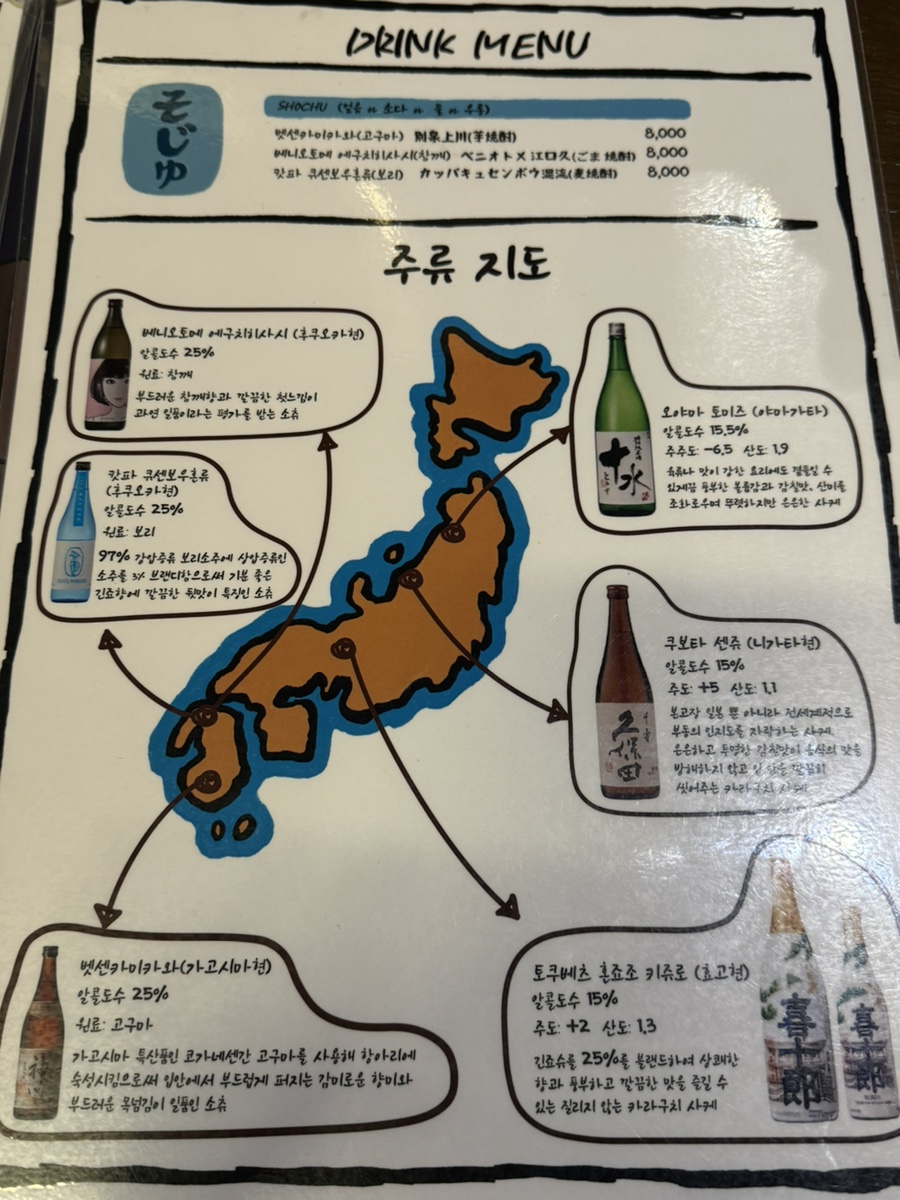 DRINK MENU
そじゅ
SHOCHU (얼음 or 소다 or 물 or 우롱)
벳센카미카와(고구마) 別泉上川(芋焼酎) 8,000
베니오토메 에구치히사시(참깨) ベニオトメ江口久(ごま焼酎) 8,000
캇파 큐센보우혼류(보리) カッパキュセンボウ混流(麦焼酎) 8,000
주류 지도
베니오토메 에구치히사시 (후쿠오카현)
알콜도수 25%
원료: 참깨
부드러운 참깨향과 깔끔한 첫느낌이
과연 일품이라는 평가를 받는 소츄
캇파 큐센보우혼류
(후쿠오카현)
알콜도수 25%
원료: 보리
97% 감압증류 보리소주에 상압증류인
소주를 3% 브랜디함으로써 기분 좋은
긴죠향에 깔끔한 뒷맛이 특징인 소츄
오야마 토미즈 (야마가타)
알콜도수 15.5%
주주도: -6.5 산도: 1.9
육류나 맛이 강한 요리에도 곁들일 수
있게끔 풍부한 볼륨감과 감칠맛, 산미를
조화로우며 뚜렷하지만 은은한 사케
十水
とみず
쿠보타 센쥬 (니가타현)
알콜도수 15%
주도: +5 산도: 1.1
본고장 일본 뿐 아니라 전세계적으로
부동의 인지도를 자랑하는 사케.
은은하고 투명한 감칠맛이 음식의 맛을
방해하지 않고 입 안을 깔끔히
씻어주는 카라구치 사케
千壽
久保田
벳센카미카와(가고시마현)
알콜도수 25%
원료: 고구마
가고시마 특산품인 코가네센간 고구마를 사용해 항아리에
숙성시킴으로써 입안에서 부드럽게 퍼지는 감미로운 향미와
부드러운 목넘김이 일품인 소츄
토쿠베츠 혼죠조 키쥬로 (효고현)
알콜도수 15%
주도: +2 산도: 1.3
긴죠슈를 25%를 블랜드하여 상쾌한
향과 풍부하고 깔끔한 맛을 즐길 수
있는 질리지 않는 카라구치 사케
喜十郎
喜十郎